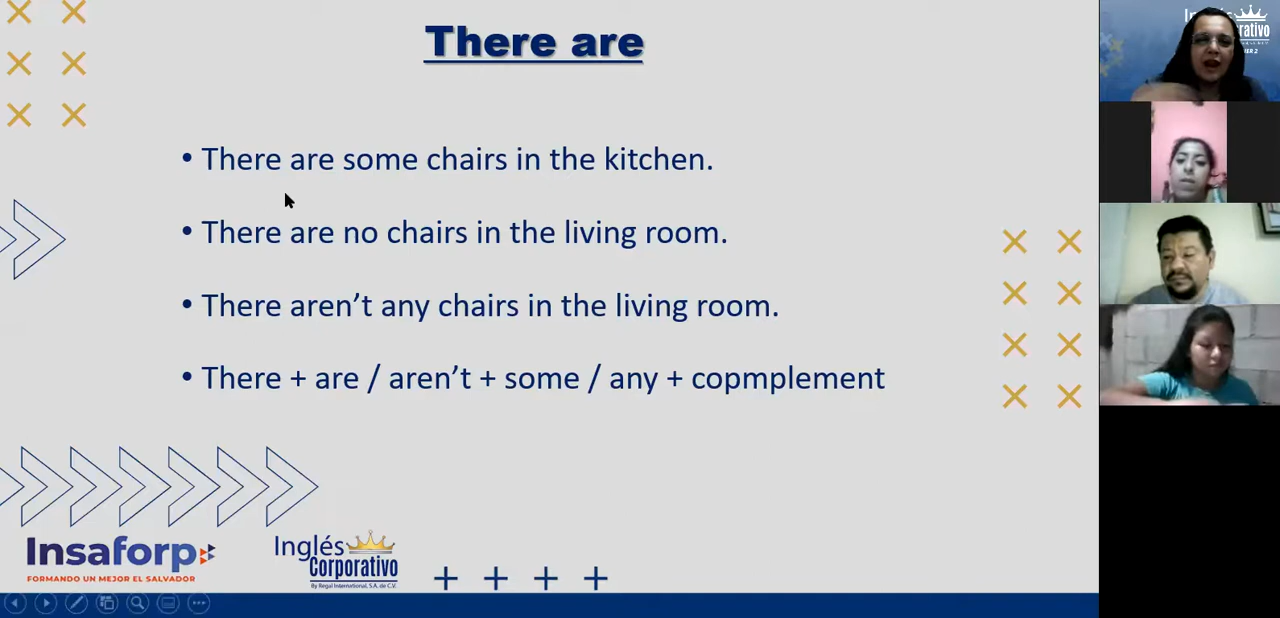 There are
• There are some chairs in the kitchen.
• There are no chairs in the living room.
• There aren’t any chairs in the living room.
• There + are / aren’t + some / any + copmplement
Insaforp
FORMANDO UN MEJOR EL SALVADOR
Inglés
Corporativo
By Regal International, S.A. de C.V.